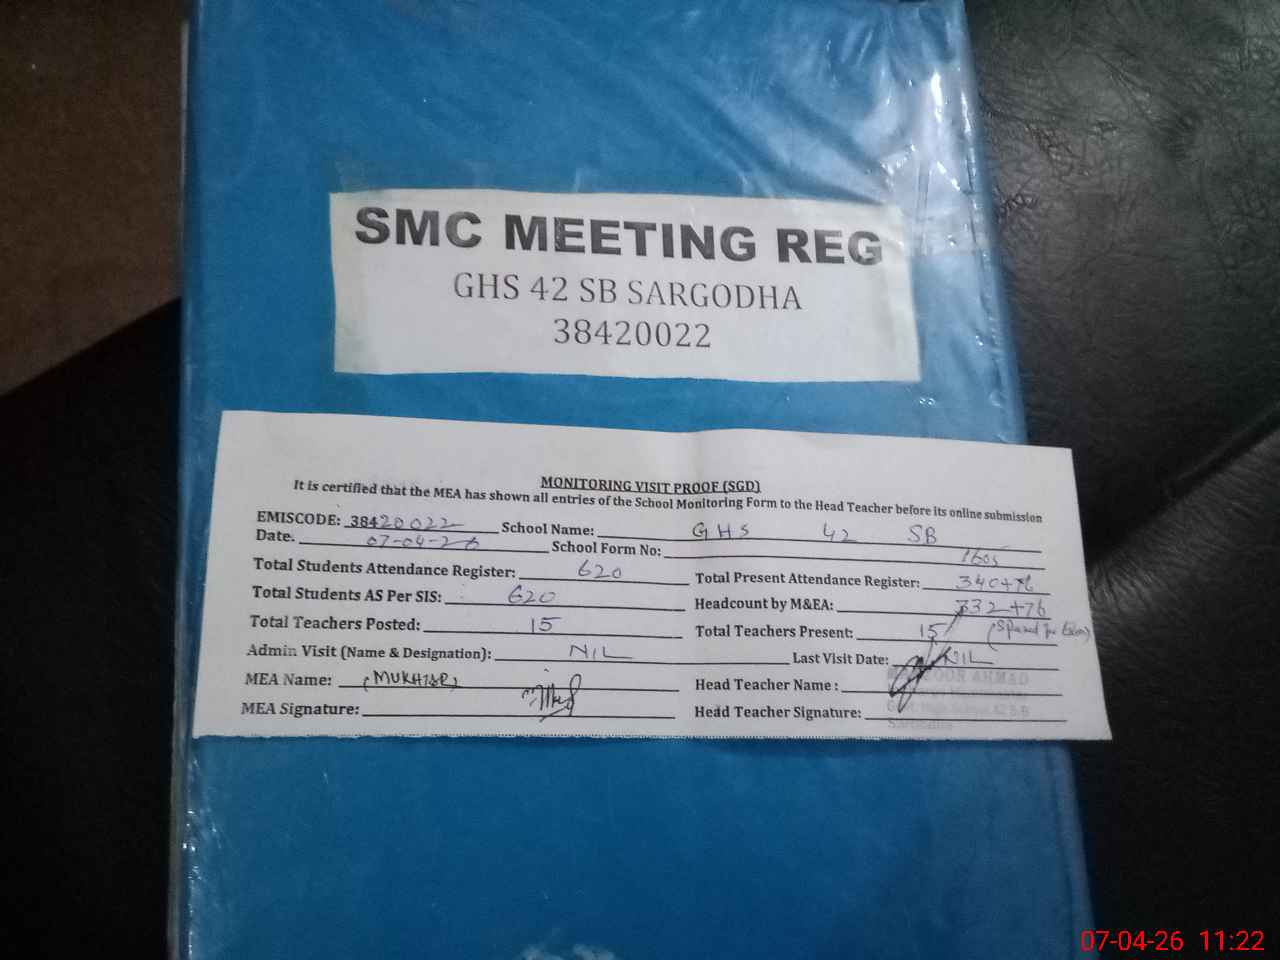 SMC MEETING REG
GHS 42 SB SARGODHA
38420022
MONITORING VISIT PROOF (SGD)
It is certified that the MEA has shown all entries of the School Monitoring Form to the Head Teacher before its online submission
EMISCODE: 38420022 School Name: GHS 42 SB
Date. 07-04-26 School Form No: 1605
Total Students Attendance Register: 620 Total Present Attendance Register: 340+76
Total Students AS Per SIS: 620 Headcount by M&EA: 332+76
Total Teachers Posted: 15 Total Teachers Present: 15 (Spared for Exam)
Admin Visit (Name & Designation): NIL Last Visit Date: NIL
MEA Name: (MUKHTAR) Head Teacher Name :
MEA Signature: Head Teacher Signature:
AHMAD
07-04-26 11:22